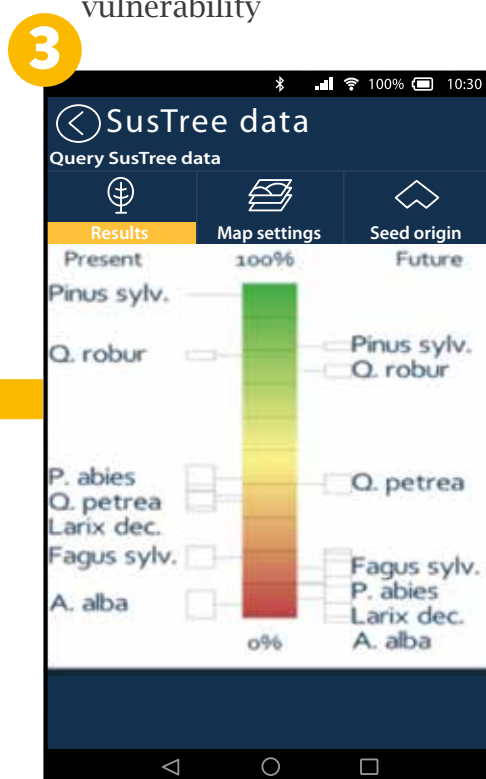 vulnerability
3
100% 10:30
SusTree data
Query SusTree data
Results Map settings Seed origin
Present 100% Future
Pinus sylv.
Q. robur
P. abies
Q. petrea
Larix dec.
Fagus sylv.
A. alba
Pinus sylv.
Q. robur
Q. petrea
Fagus sylv.
P. abies
Larix dec.
A. alba
0%